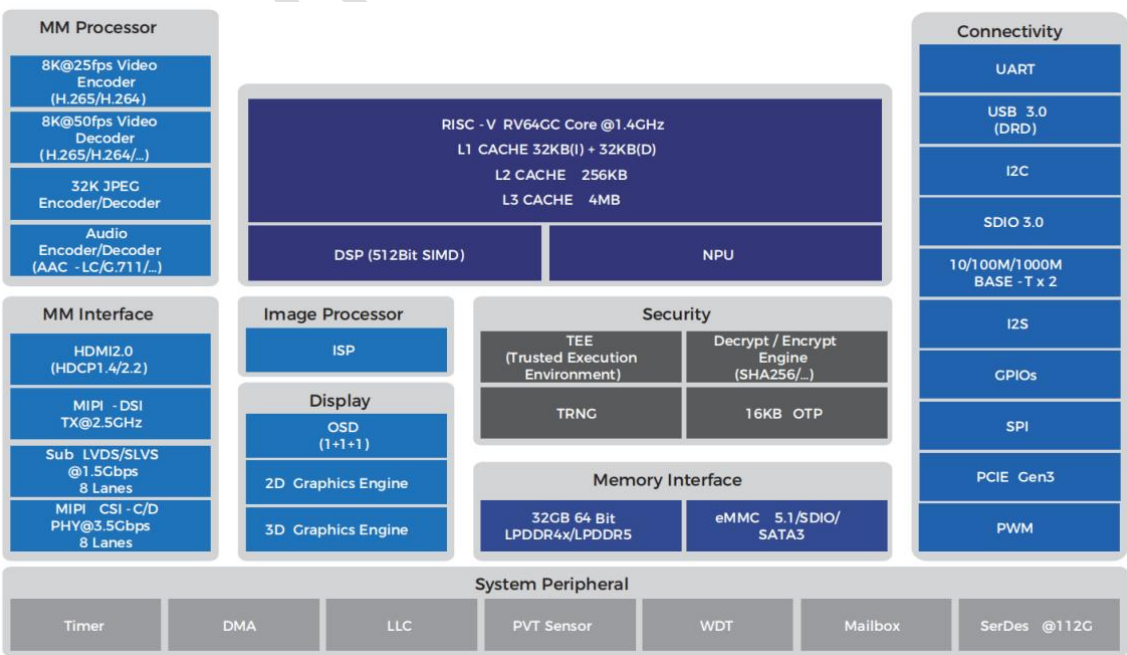 MM Processor
8K@25fps Video
Encoder
(H.265/H.264)
8K@50fps Video
Decoder
(H.265/H.264/...)
32K JPEG
Encoder/Decoder
Audio
Encoder/Decoder
(AAC -LC/G.711/...)
MM Interface
HDMI2.0
(HDCP1.4/2.2)
MIPI -DSI
TX@2.5GHz
Sub LVDS/SLVS
@1.5Gbps
8 Lanes
MIPI CSI-C/D
PHY@3.5Gbps
8 Lanes
RISC -V RV64GC Core @1.4GHz
L1 CACHE 32KB(I) + 32KB(D)
L2 CACHE 256KB
L3 CACHE 4MB
DSP (512Bit SIMD)
NPU
Image Processor
ISP
Display
OSD
(1+1+1)
2D Graphics Engine
3D Graphics Engine
Security
TEE
(Trusted Execution
Environment)
Decrypt / Encrypt
Engine
(SHA256/...)
TRNG
16KB OTP
Memory Interface
32GB 64 Bit
LPDDR4x/LPDDR5
eMMC 5.1/SDIO/
SATA3
Connectivity
UART
USB 3.0
(DRD)
I2C
SDIO 3.0
10/100M/1000M
BASE -T x 2
I2S
GPIOs
SPI
PCIE Gen3
PWM
System Peripheral
Timer
DMA
LLC
PVT Sensor
WDT
Mailbox
SerDes @112G